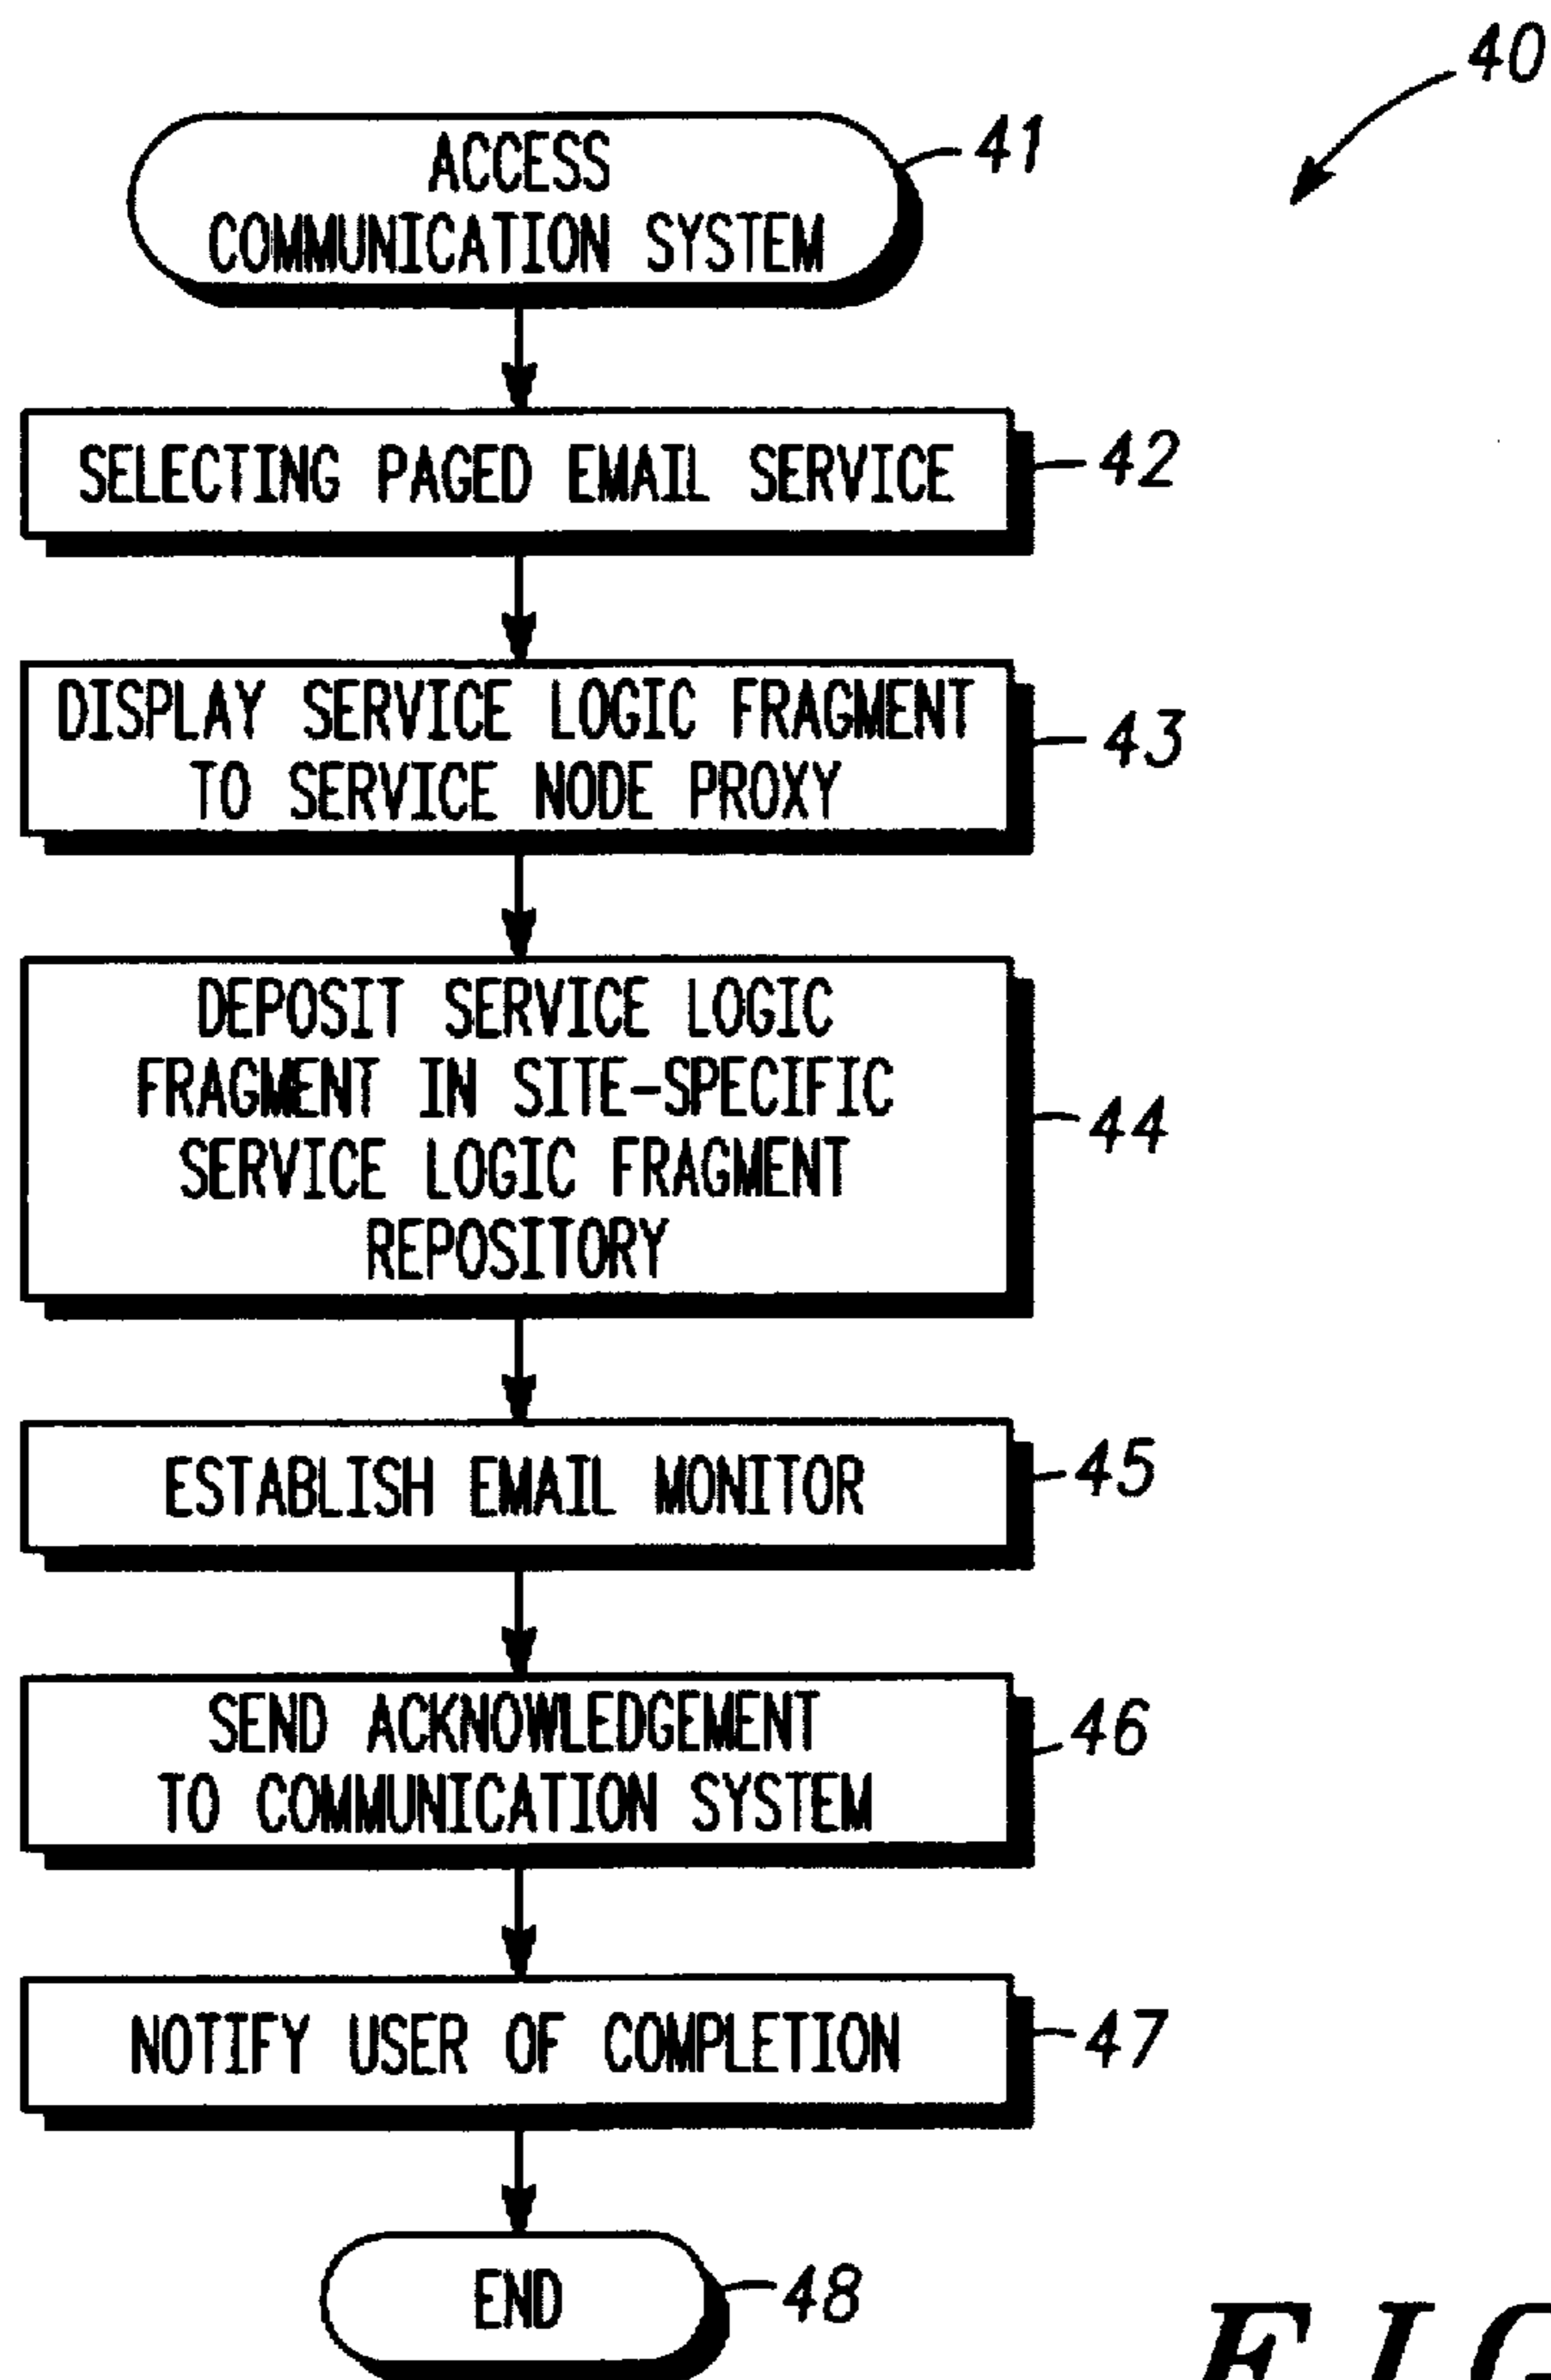 40
ACCESS
COMMUNICATION SYSTEM
41
SELECTING PAGED EMAIL SERVICE
42
DISPLAY SERVICE LOGIC FRAGMENT
TO SERVICE NODE PROXY
43
DEPOSIT SERVICE LOGIC
FRAGMENT IN SITE-SPECIFIC
SERVICE LOGIC FRAGMENT
REPOSITORY
44
ESTABLISH EMAIL MONITOR
45
SEND ACKNOWLEDGEMENT
TO COMMUNICATION SYSTEM
46
NOTIFY USER OF COMPLETION
47
END
48